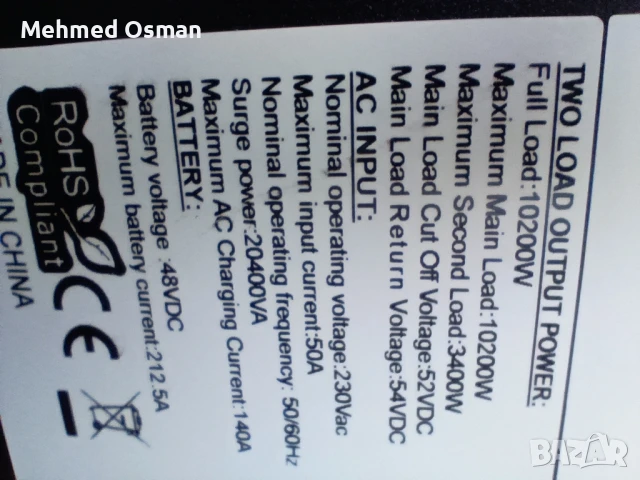 Mehmed Osman
TWO LOAD OUTPUT POWER:
Full Load:10200W
Maximum Main Load:10200W
Maximum Second Load:3400W
Main Load Cut Off Voltage:52VDC
Main Load Return Voltage:54VDC
AC INPUT:
Nominal operating voltage:230Vac
Maximum input current:50A
Nominal operating frequency: 50/60Hz
Surge power:20400VA
Maximum AC Charging Current:140A
BATTERY:
Battery voltage :48VDC
Maximum battery current:212.5A
RoHS
Compliant
CE
IN CHINA
BAZAR